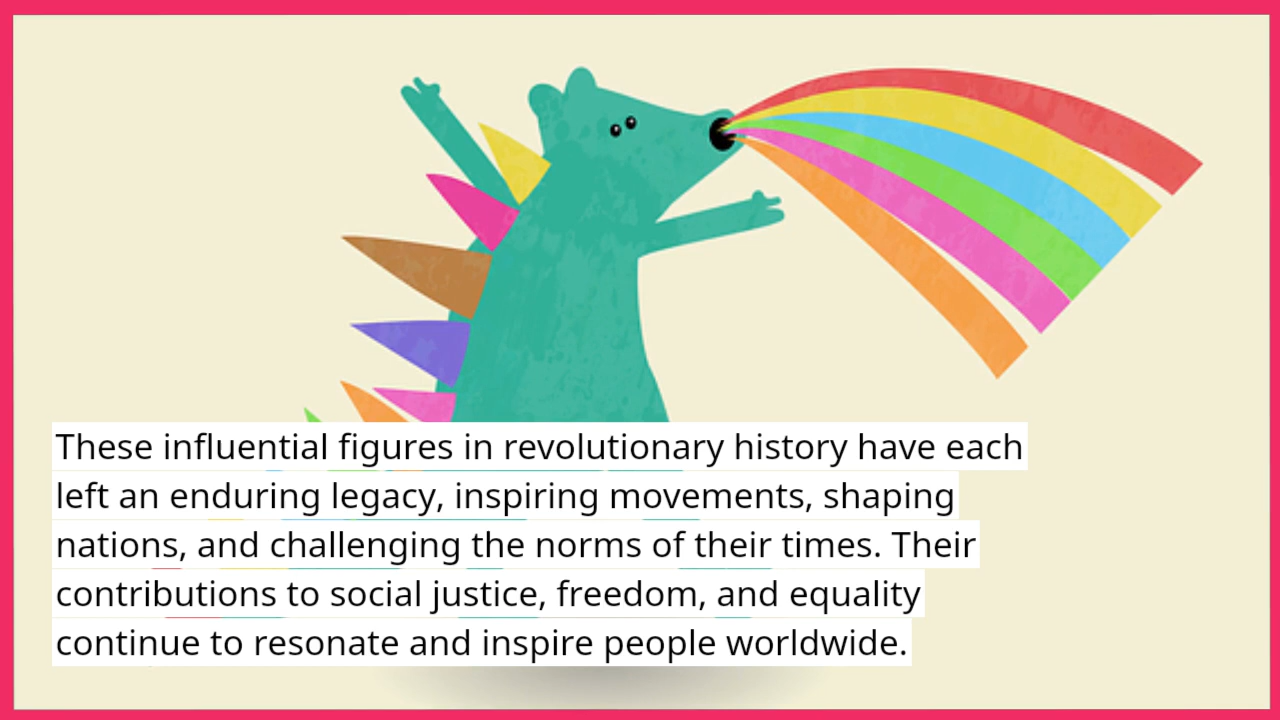 These influential figures in revolutionary history have each
left an enduring legacy, inspiring movements, shaping
nations, and challenging the norms of their times. Their
contributions to social justice, freedom, and equality
continue to resonate and inspire people worldwide.